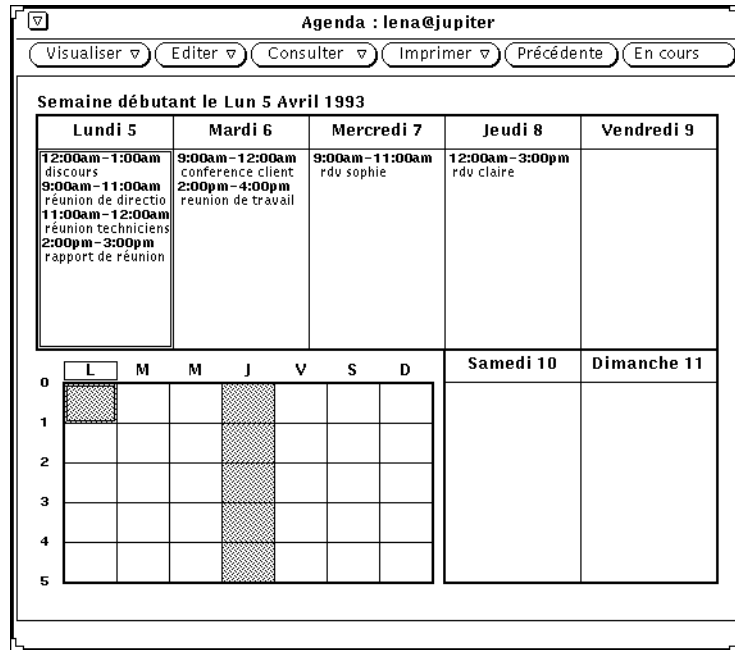 Agenda : lena@jupiter
Visualiser Editer Consulter Imprimer Précédente En cours
Semaine débutant le Lun 5 Avril 1993
Lundi 5 Mardi 6 Mercredi 7 Jeudi 8 Vendredi 9
12:00am-1:00am
discours
9:00am-11:00am
réunion de directio
11:00am-12:00am
réunion techniciens
2:00pm-3:00pm
rapport de réunion
9:00am-12:00am
conference client
2:00pm-4:00pm
reunion de travail
9:00am-11:00am
rdv sophie
12:00am-3:00pm
rdv claire
L M M J V S D
0
1
2
3
4
5
Samedi 10 Dimanche 11